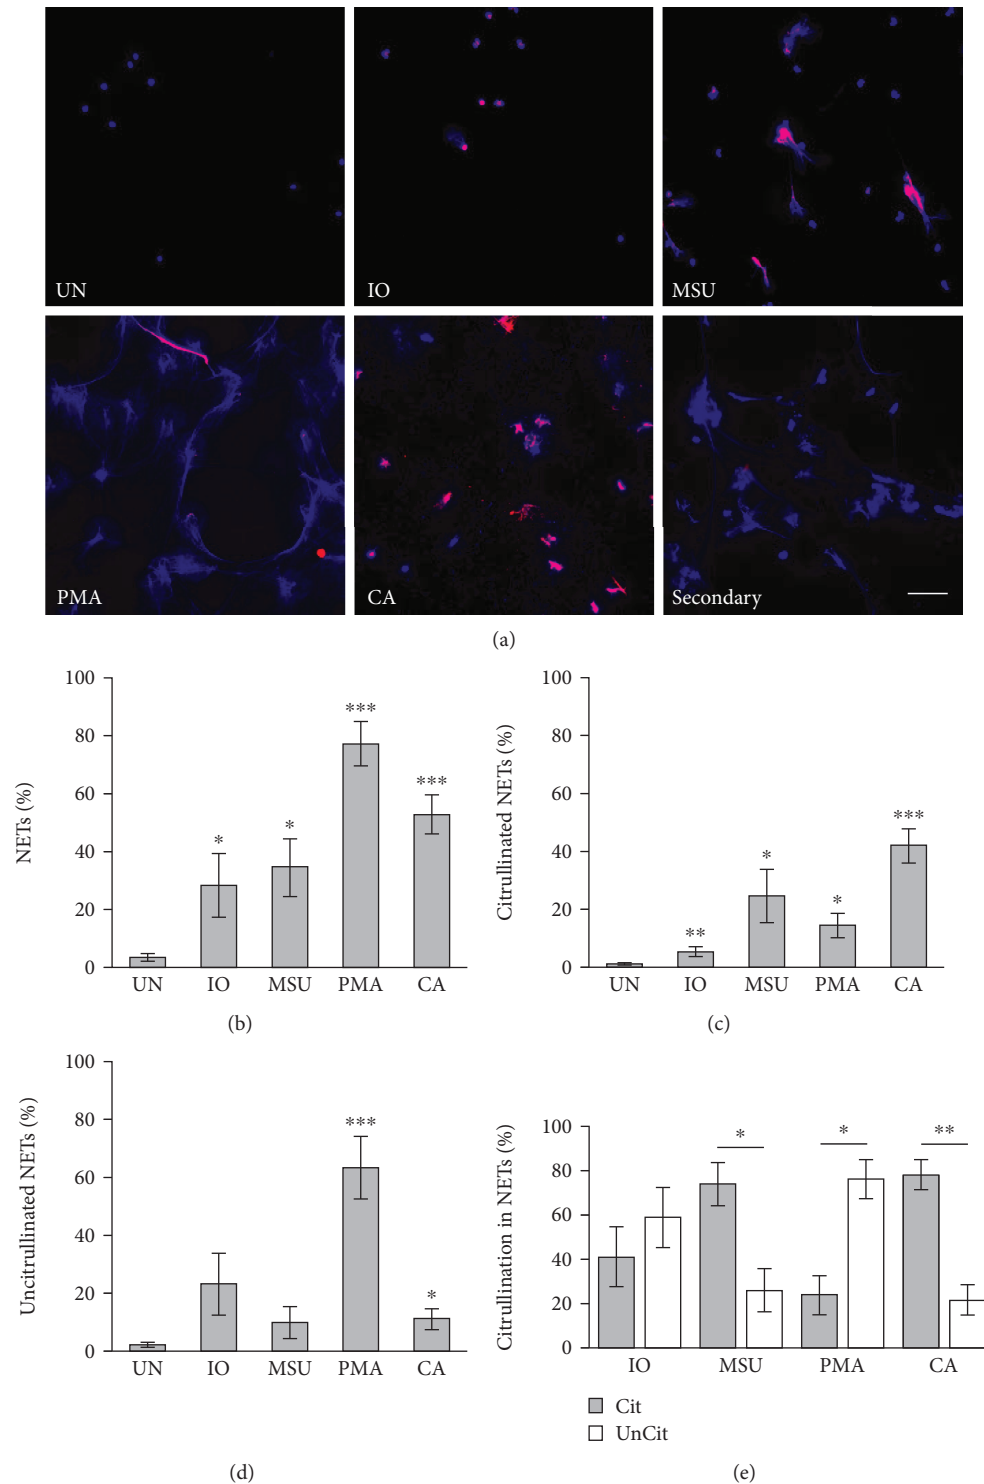 UN
IO
MSU
PMA
CA
Secondary
(a)
100
80
60
40
20
0
NETs (%)
*
*
***
***
UN IO MSU PMA CA
(b)
100
80
60
40
20
0
Citrullinated NETs (%)
**
*
*
***
UN IO MSU PMA CA
(c)
100
80
60
40
20
0
Uncitrullinated NETs (%)
***
*
UN IO MSU PMA CA
(d)
100
80
60
40
20
0
Citrullination in NETs (%)
*
*
**
IO MSU PMA CA
Cit
UnCit
(e)